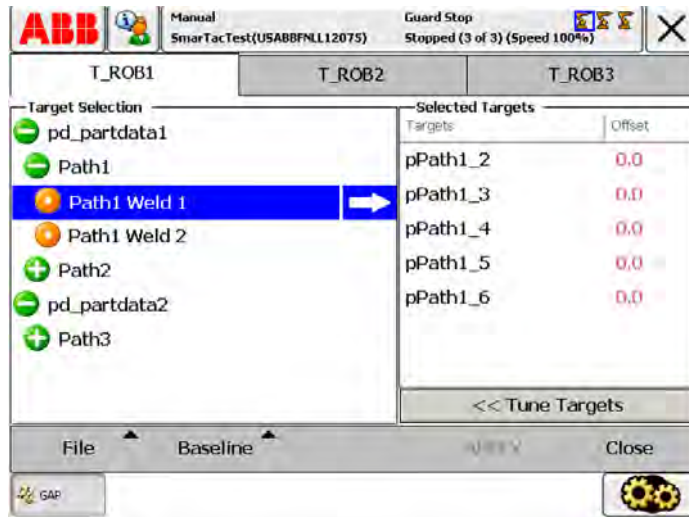 ABB
Manual
SmarTacTest(USABBFNLL12075)
Guard Stop
Stopped (3 of 3) (Speed 100%)
T_ROB1
T_ROB2
T_ROB3
Target Selection
pd_partdata1
Path1
Path1 Weld 1
Path1 Weld 2
Path2
pd_partdata2
Path3
Selected Targets
Targets Offset
pPath1_2 0.0
pPath1_3 0.0
pPath1_4 0.0
pPath1_5 0.0
pPath1_6 0.0
<< Tune Targets
File
Baseline
Close
GAP